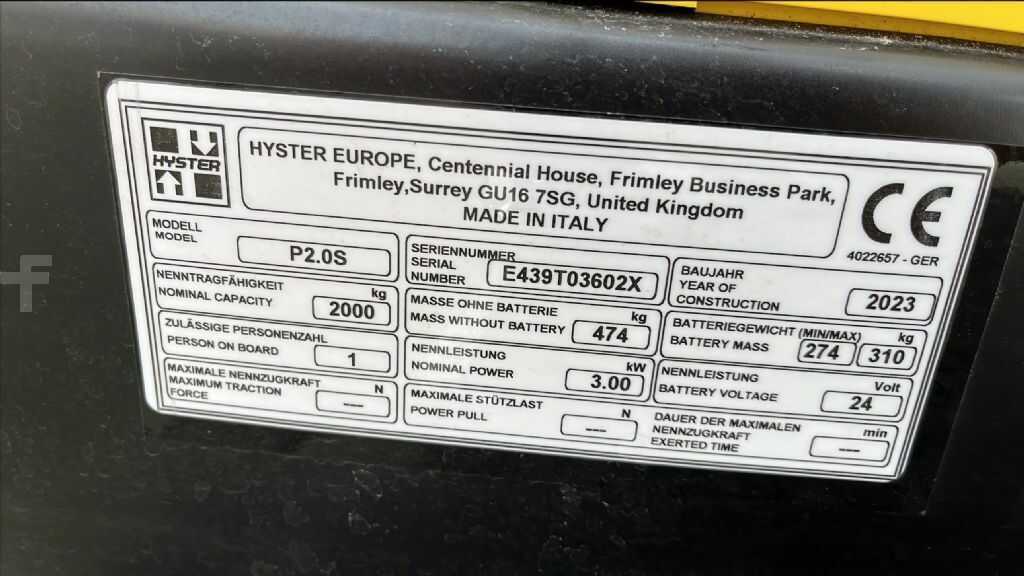 HYSTER
HYSTER EUROPE, Centennial House, Frimley Business Park,
Frimley,Surrey GU16 7SG, United Kingdom
MADE IN ITALY
CE
4022657 - GER
MODELL
MODEL
P2.0S
SERIENNUMMER
SERIAL
NUMBER
E439T03602X
BAUJAHR
YEAR OF
CONSTRUCTION
2023
NENNTRAGFÄHIGKEIT
NOMINAL CAPACITY
kg
2000
MASSE OHNE BATTERIE
MASS WITHOUT BATTERY
kg
474
BATTERIEGEWICHT (MIN/MAX)
BATTERY MASS
kg
274
310
ZULÄSSIGE PERSONENZAHL
PERSON ON BOARD
1
NENNLEISTUNG
NOMINAL POWER
kW
3.00
NENNLEISTUNG
BATTERY VOLTAGE
Volt
24
MAXIMALE NENNZUGKRAFT
MAXIMUM TRACTION
FORCE
N
---
MAXIMALE STÜTZLAST
POWER PULL
N
---
DAUER DER MAXIMALEN
NENNZUGKRAFT
EXERTED TIME
min
---